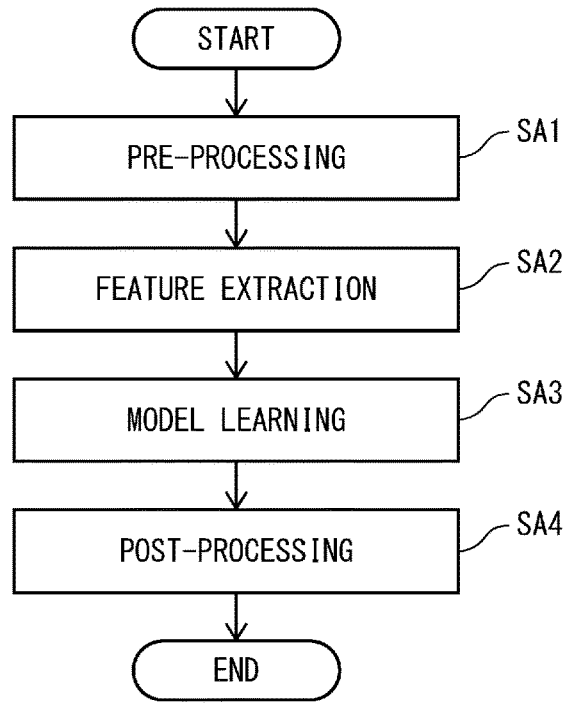 START
PRE-PROCESSING
SA1
FEATURE EXTRACTION
SA2
MODEL LEARNING
SA3
POST-PROCESSING
SA4
END